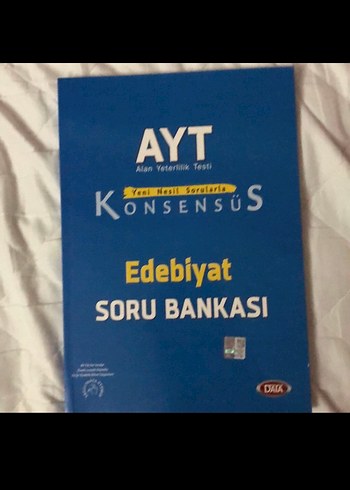 AYT
Alan Yeterlilik Testi
Yeni Nesil Sorularla
KONSENSÜS
Edebiyat
SORU BANKASI
DATA